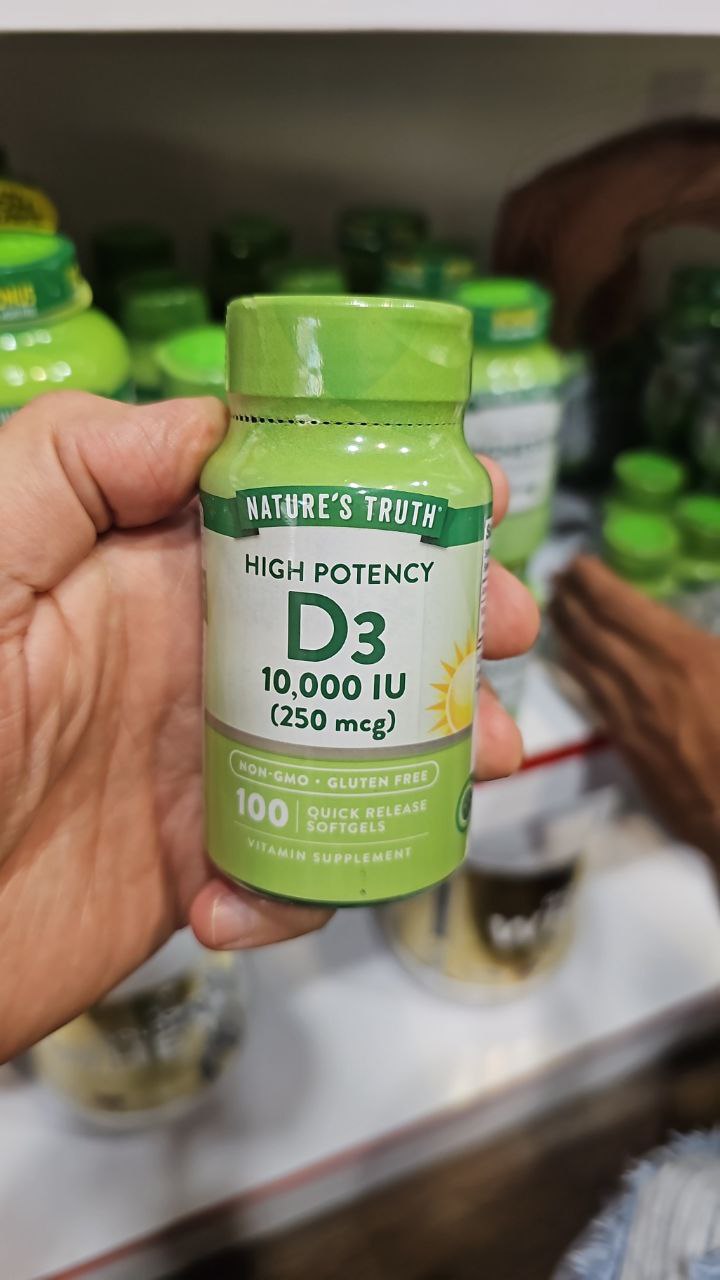 NATURE'S TRUTH®
HIGH POTENCY
D3
10,000 IU
(250 mcg)
NON-GMO • GLUTEN FREE
100 QUICK RELEASE
SOFTGELS
VITAMIN SUPPLEMENT